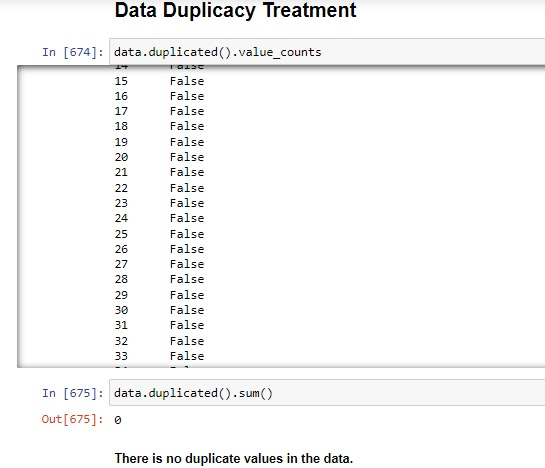 Data Duplicacy Treatment
In [674]: data.duplicated().value_counts
14 False
15 False
16 False
17 False
18 False
19 False
20 False
21 False
22 False
23 False
24 False
25 False
26 False
27 False
28 False
29 False
30 False
31 False
32 False
33 False
In [675]: data.duplicated().sum()
Out[675]: 0
There is no duplicate values in the data.